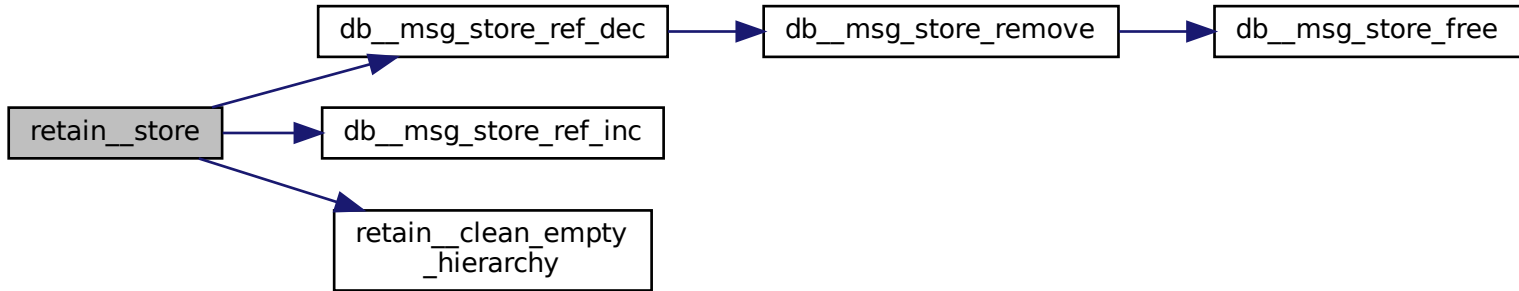 db__msg_store_ref_dec
db__msg_store_remove
db__msg_store_free
retain__store
db__msg_store_ref_inc
retain__clean_empty
_hierarchy